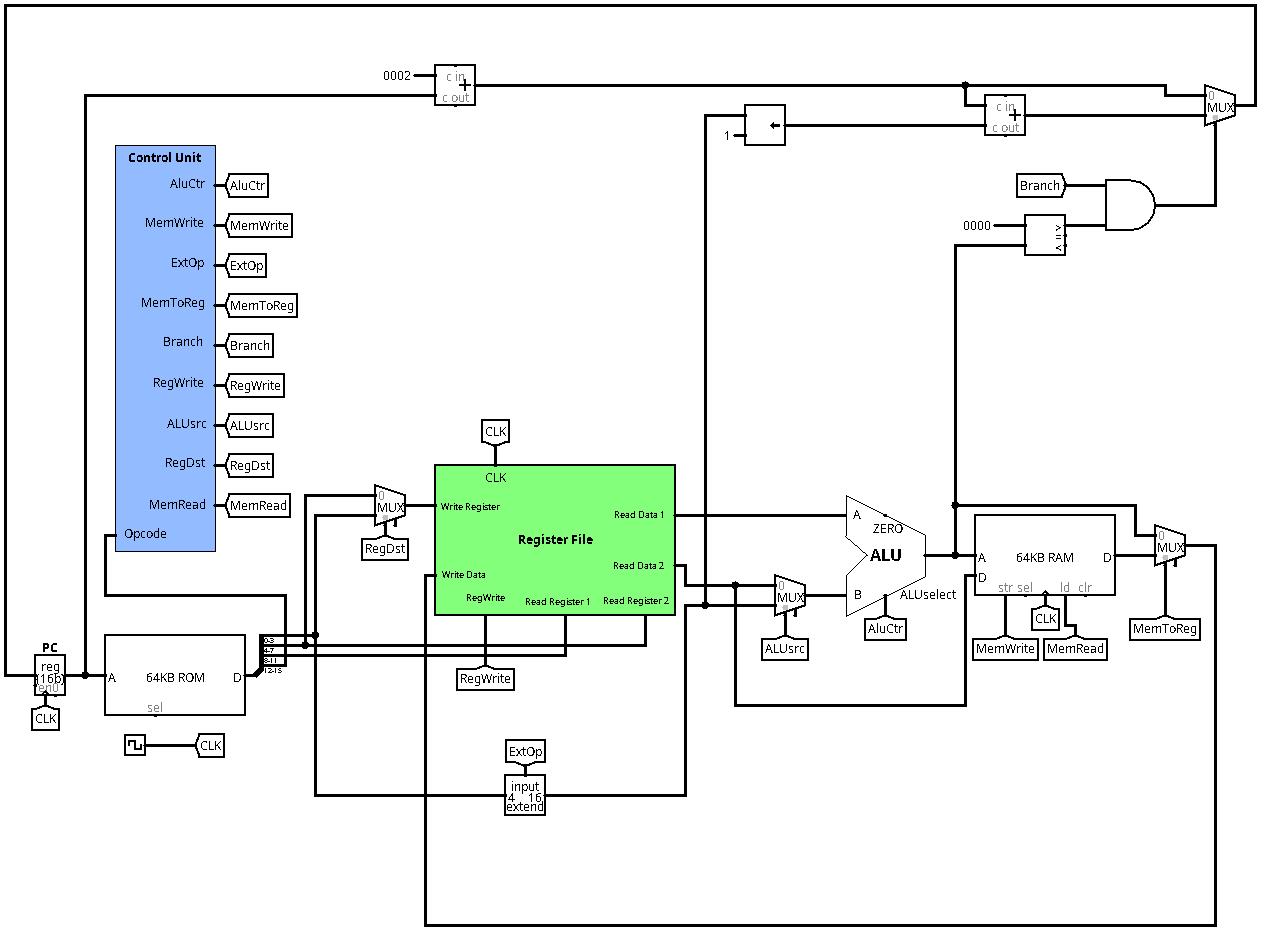 0002
c in
+
c out
0
MUX
c in
+
c out
1
Control Unit
AluCtr
AluCtr
MemWrite
MemWrite
ExtOp
ExtOp
MemToReg
MemToReg
Branch
Branch
RegWrite
RegWrite
ALUsrc
ALUsrc
RegDst
RegDst
MemRead
MemRead
Opcode
Branch
0000
>
=
<
CLK
CLK
0
MUX
RegDst
Write Register
Read Data 1
Register File
Read Data 2
Write Data
RegWrite
Read Register 1
Read Register 2
RegWrite
0
MUX
ALUsrc
A
ZERO
ALU
B
ALUselect
AluCtr
A
64KB RAM
D
D
str sel
ld
clr
CLK
MemWrite
MemRead
0
MUX
MemToReg
PC
reg
(16b)
en0
CLK
A
64KB ROM
D
sel
0-3
4-7
8-11
12-15
CLK
ExtOp
input
4
16
extend